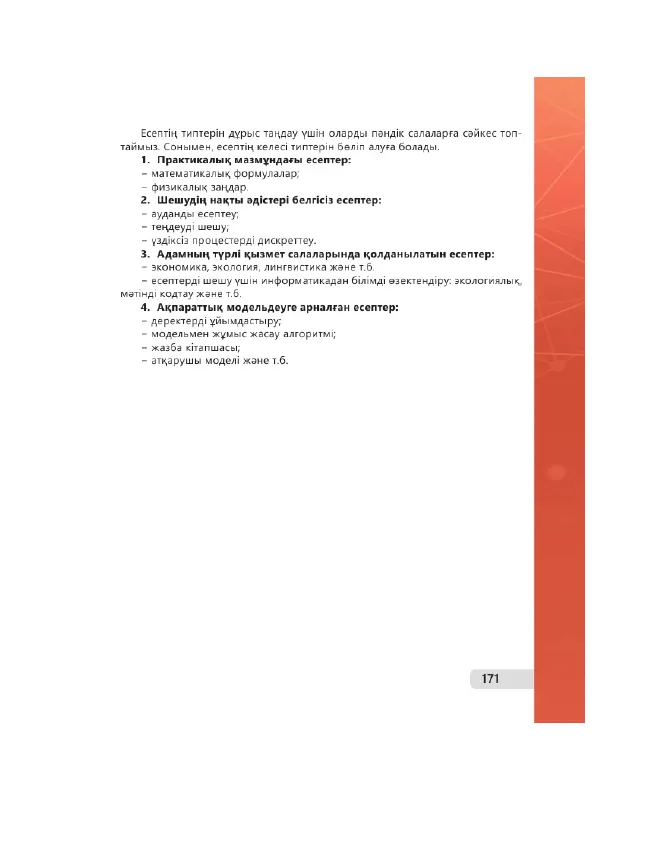 Есептің типтерін дұрыс таңдау үшін оларды пәндік салаларға сәйкес топ-
таймыз. Сонымен, есептің келесі типтерін бөліп алуға болады.
1. Практикалық мазмұндағы есептер:
– математикалық формулалар;
– физикалық заңдар.
2. Шешудің нақты әдістері белгісіз есептер:
– ауданды есептеу;
– теңдеуді шешу;
– үздіксіз процестерді дискреттеу.
3. Адамның түрлі қызмет салаларында қолданылатын есептер:
– экономика, экология, лингвистика және т.б.
– есептерді шешу үшін информатикадан білімді өзектендіру: экологиялық,
мәтінді кодтау және т.б.
4. Ақпараттық модельдеуге арналған есептер:
– деректерді ұйымдастыру;
– модельмен жұмыс жасау алгоритмі;
– жазба кітапшасы;
– атқарушы моделі және т.б.
171